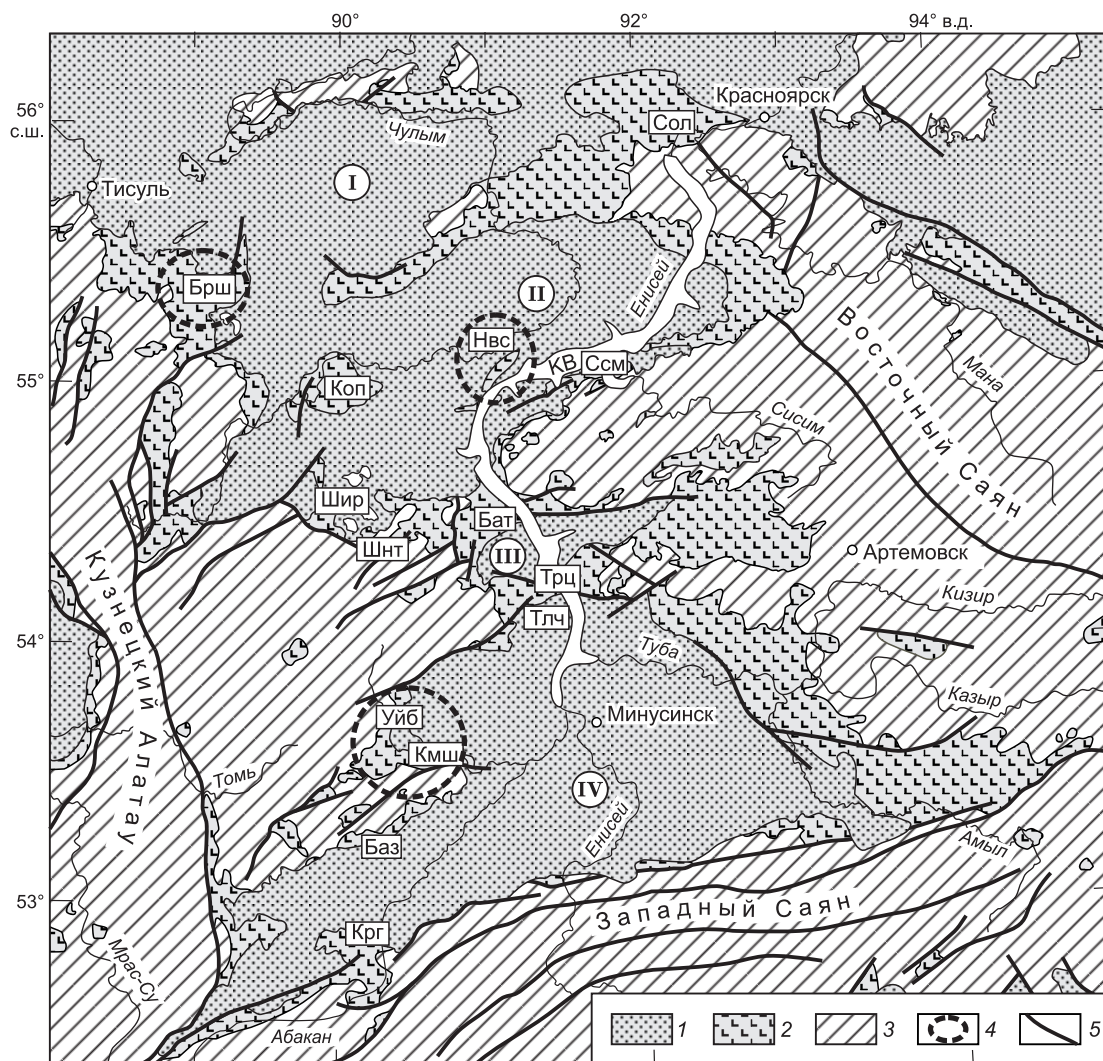 90°
92°
94° в.д.
56°
с.ш.
Красноярск
Чулым
Сол
Тисуль
I
Брш
II
Енисей
Нвс
Восточный Саян
Мана
55°
КВ
Ссм
Коп
Сисим
Шир
Бат
Шнт
III
Артемовск
Трц
Кизир
Кузнецкий Алатау
Тлч
54°
Туба
Казыр
Уйб
Минусинск
Кмш
Томь
IV
Енисей
Баз
Амыл
53°
Западный Саян
Крг
Мрас-Су
Абакан
1
2
3
4
5